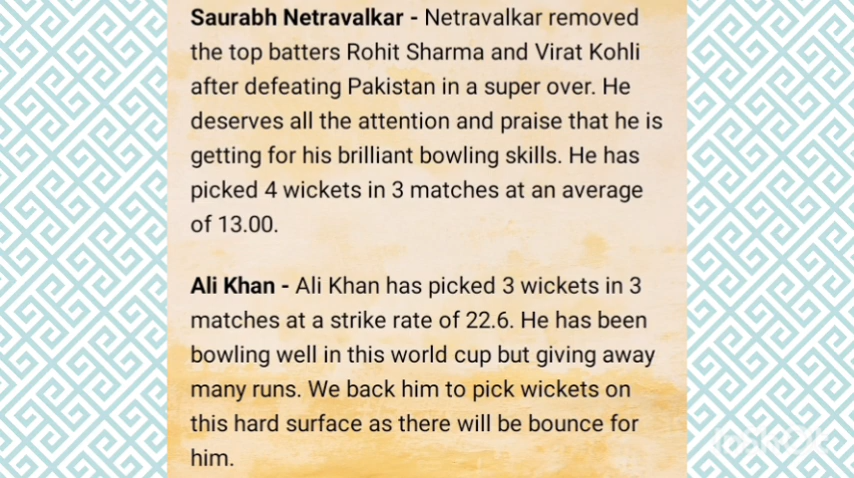 Saurabh Netravalkar - Netravalkar removed
the top batters Rohit Sharma and Virat Kohli
after defeating Pakistan in a super over. He
deserves all the attention and praise that he is
getting for his brilliant bowling skills. He has
picked 4 wickets in 3 matches at an average
of 13.00.
Ali Khan - Ali Khan has picked 3 wickets in 3
matches at a strike rate of 22.6. He has been
bowling well in this world cup but giving away
many runs. We back him to pick wickets on
this hard surface as there will be bounce for
him.